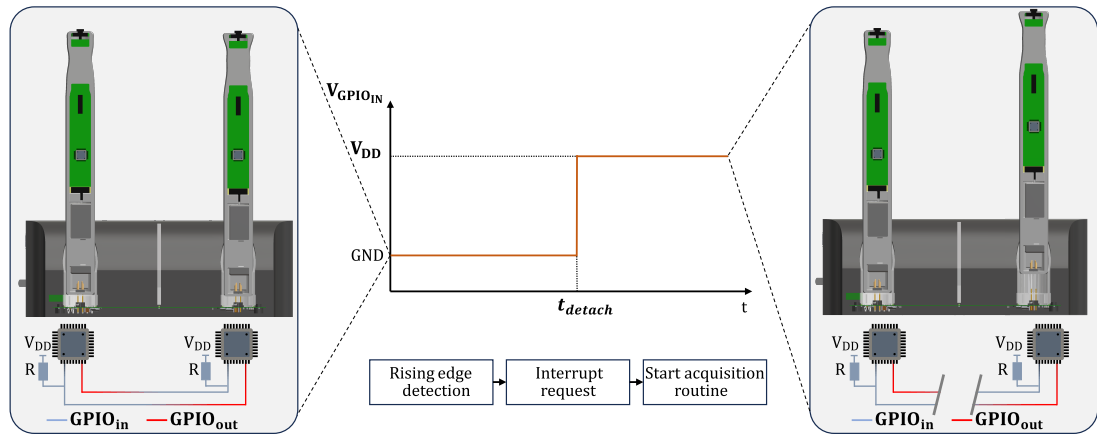 V_DD
R
V_DD
R
GPIO_in
GPIO_out
V_GPIO_IN
V_DD
GND
t_detach
t
Rising edge
detection
Interrupt
request
Start acquisition
routine
V_DD
R
V_DD
R
GPIO_in
GPIO_out